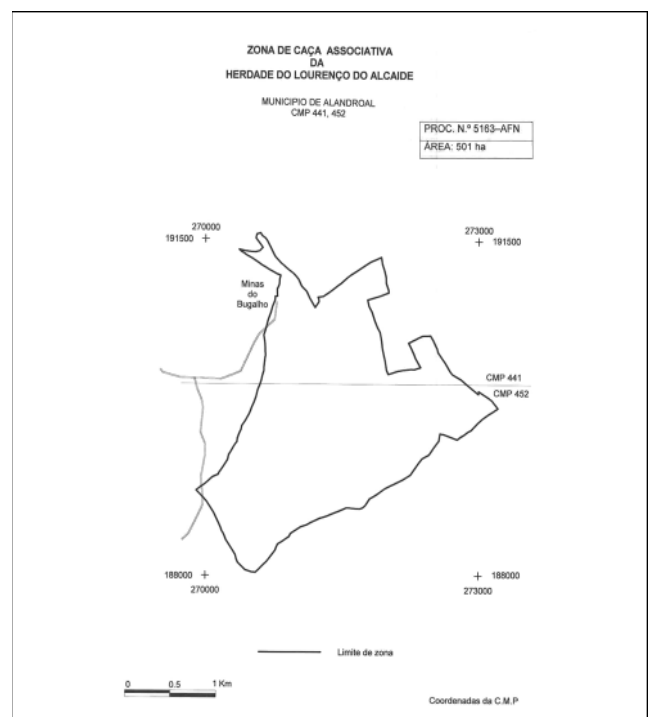 ZONA DE CAÇA ASSOCIATIVA
DA
HERDADE DO LOURENÇO DO ALCAIDE
MUNICIPIO DE ALANDROAL
CMP 441, 452
PROC. N.º 5163–AFN
ÁREA: 501 ha
270000
191500
273000
191500
Minas
do
Bugalho
CMP 441
CMP 452
188000
270000
188000
273000
Limite de zona
0 0.5 1 Km
Coordenadas da C.M.P